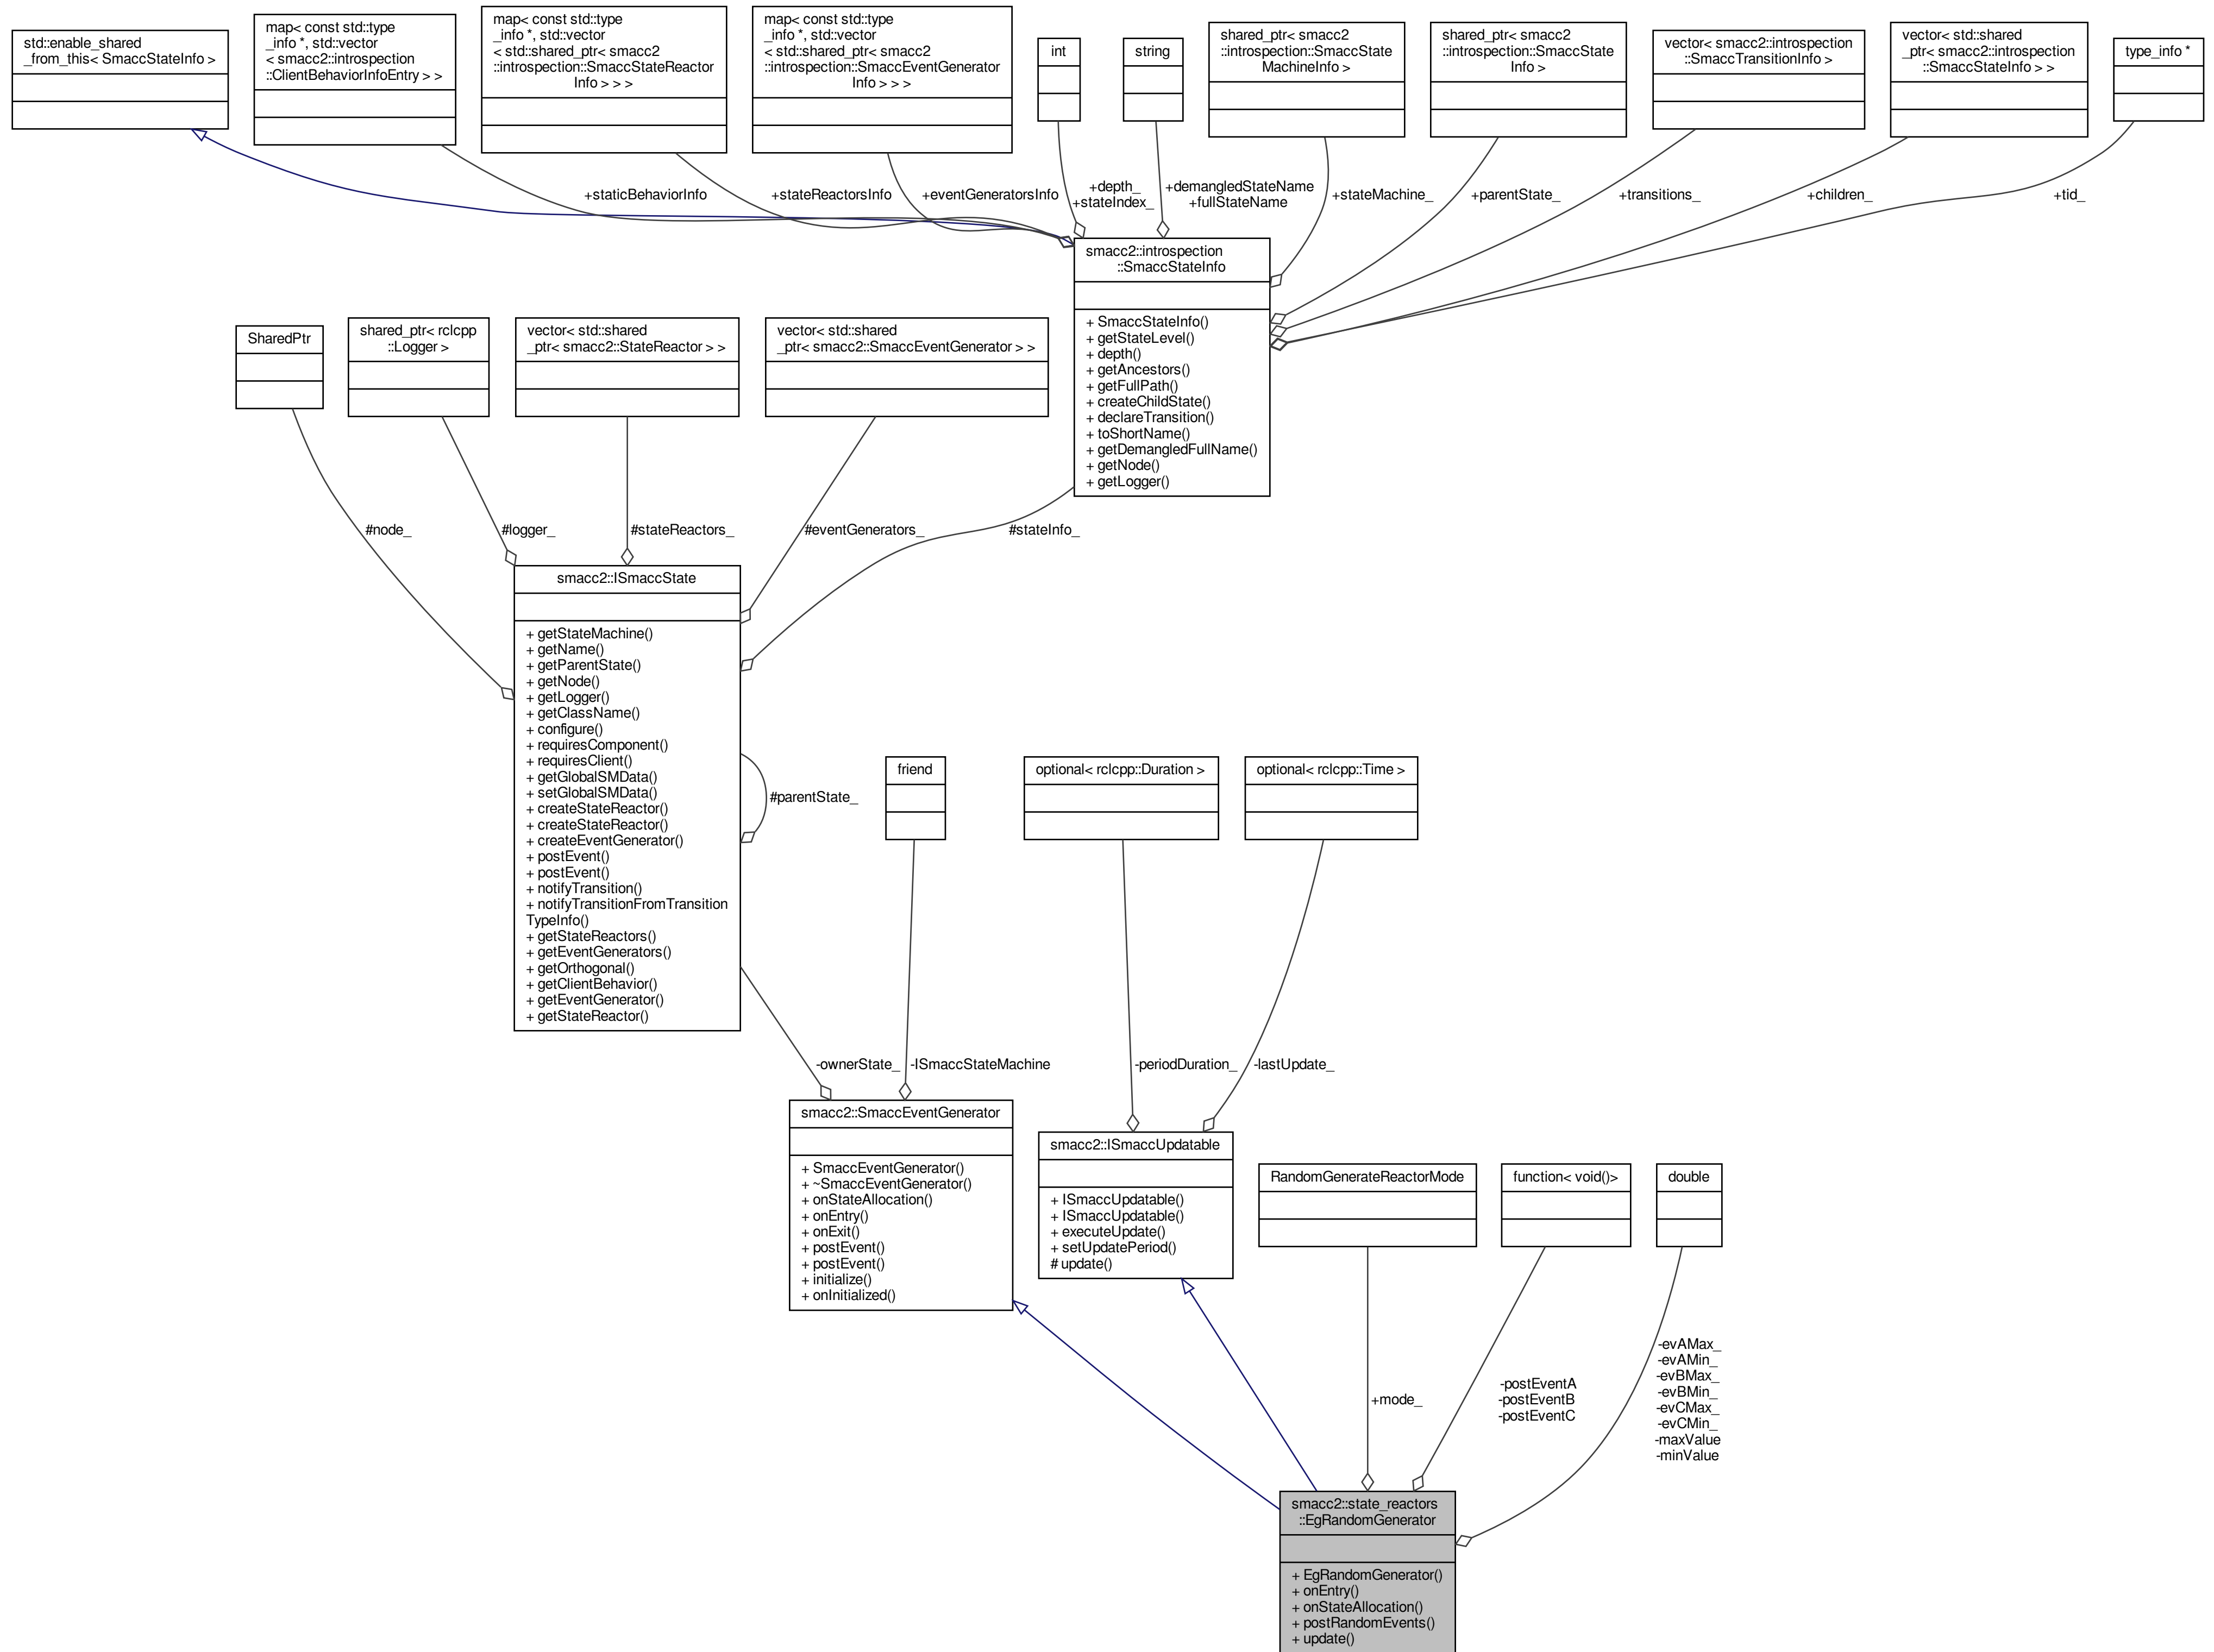 std::enable_shared
_from_this< SmaccStateInfo >
map< const std::type
_info *, std::vector
< smacc2::introspection
::ClientBehaviorInfoEntry > >
map< const std::type
_info *, std::vector
< std::shared_ptr< smacc2
::introspection::SmaccStateReactor
Info > > >
map< const std::type
_info *, std::vector
< std::shared_ptr< smacc2
::introspection::SmaccEventGenerator
Info > > >
int
string
shared_ptr< smacc2
::introspection::SmaccState
MachineInfo >
shared_ptr< smacc2
::introspection::SmaccState
Info >
vector< smacc2::introspection
::SmaccTransitionInfo >
vector< std::shared
_ptr< smacc2::introspection
::SmaccStateInfo > >
type_info *
+staticBehaviorInfo
+stateReactorsInfo
+eventGeneratorsInfo
+depth_
+stateIndex_
+demangledStateName
+fullStateName
+stateMachine_
+parentState_
+transitions_
+children_
+tid_
smacc2::introspection
::SmaccStateInfo
+ SmaccStateInfo()
+ getStateLevel()
+ depth()
+ getAncestors()
+ getFullPath()
+ createChildState()
+ declareTransition()
+ toShortName()
+ getDemangledFullName()
+ getNode()
+ getLogger()
SharedPtr
shared_ptr< rclcpp
::Logger >
vector< std::shared
_ptr< smacc2::StateReactor > >
vector< std::shared
_ptr< smacc2::SmaccEventGenerator > >
#node_
#logger_
#stateReactors_
#eventGenerators_
#stateInfo_
smacc2::ISmaccState
+ getStateMachine()
+ getName()
+ getParentState()
+ getNode()
+ getLogger()
+ getClassName()
+ configure()
+ requiresComponent()
+ requiresClient()
+ getGlobalSMData()
+ setGlobalSMData()
+ createStateReactor()
+ createStateReactor()
+ createEventGenerator()
+ postEvent()
+ postEvent()
+ notifyTransition()
+ notifyTransitionFromTransition
TypeInfo()
+ getStateReactors()
+ getEventGenerators()
+ getOrthogonal()
+ getClientBehavior()
+ getEventGenerator()
+ getStateReactor()
#parentState_
friend
optional< rclcpp::Duration >
optional< rclcpp::Time >
-ownerState_
-ISmaccStateMachine
-periodDuration_
-lastUpdate_
smacc2::SmaccEventGenerator
+ SmaccEventGenerator()
+ ~SmaccEventGenerator()
+ onStateAllocation()
+ onEntry()
+ onExit()
+ postEvent()
+ postEvent()
+ initialize()
+ onInitialized()
smacc2::ISmaccUpdatable
+ ISmaccUpdatable()
+ ISmaccUpdatable()
+ executeUpdate()
+ setUpdatePeriod()
# update()
RandomGenerateReactorMode
function< void()>
double
+mode_
-postEventA
-postEventB
-postEventC
-evAMax_
-evAMin_
-evBMax_
-evBMin_
-evCMax_
-evCMin_
-maxValue
-minValue
smacc2::state_reactors
::EgRandomGenerator
+ EgRandomGenerator()
+ onEntry()
+ onStateAllocation()
+ postRandomEvents()
+ update()